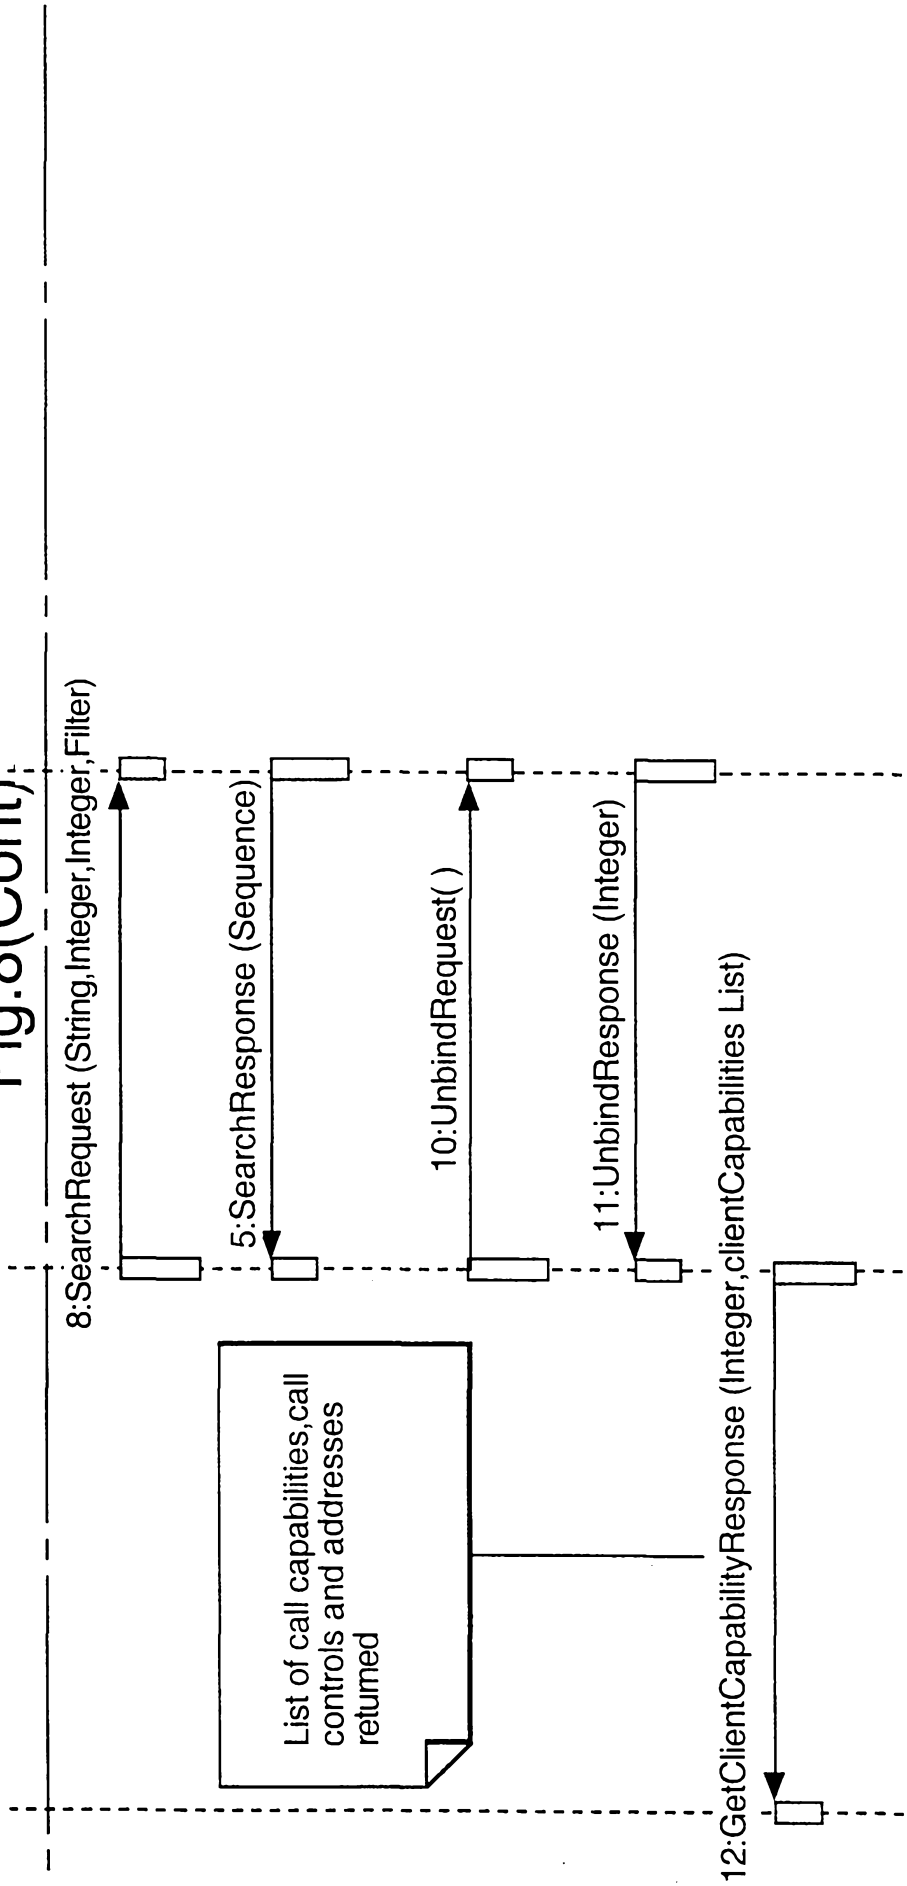 Fig.8(Cont)
8:SearchRequest (String,Integer,Integer,Filter)
5:SearchResponse (Sequence)
10:UnbindRequest( )
11:UnbindResponse (Integer)
List of call capabilities,call
controls and addresses
returned
12:GetClientCapabilityResponse (Integer,clientCapabilities List)